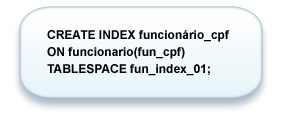 CREATE INDEX funcionário_cpf
ON funcionario(fun_cpf)
TABLESPACE fun_index_01;